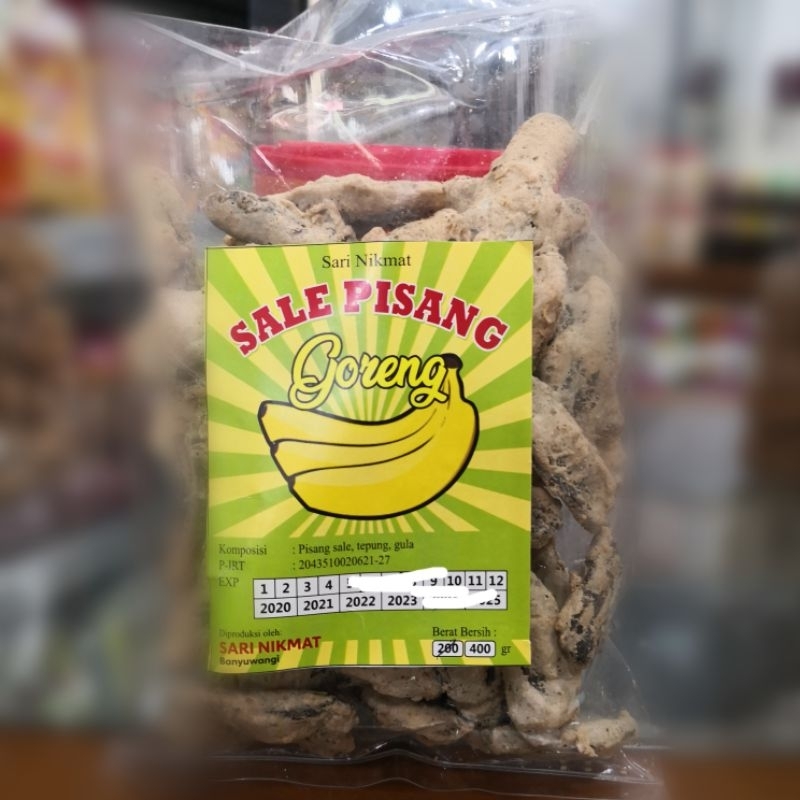 Sari Nikmat
SALE PISANG
Goreng
Komposisi : Pisang sale, tepung, gula
P-IRT : 2043510020621-27
EXP
1 2 3 4 9 10 11 12
2020 2021 2022 2023
Diproduksi oleh:
SARI NIKMAT
Banyuwangi
Berat Bersih :
200 400 gr